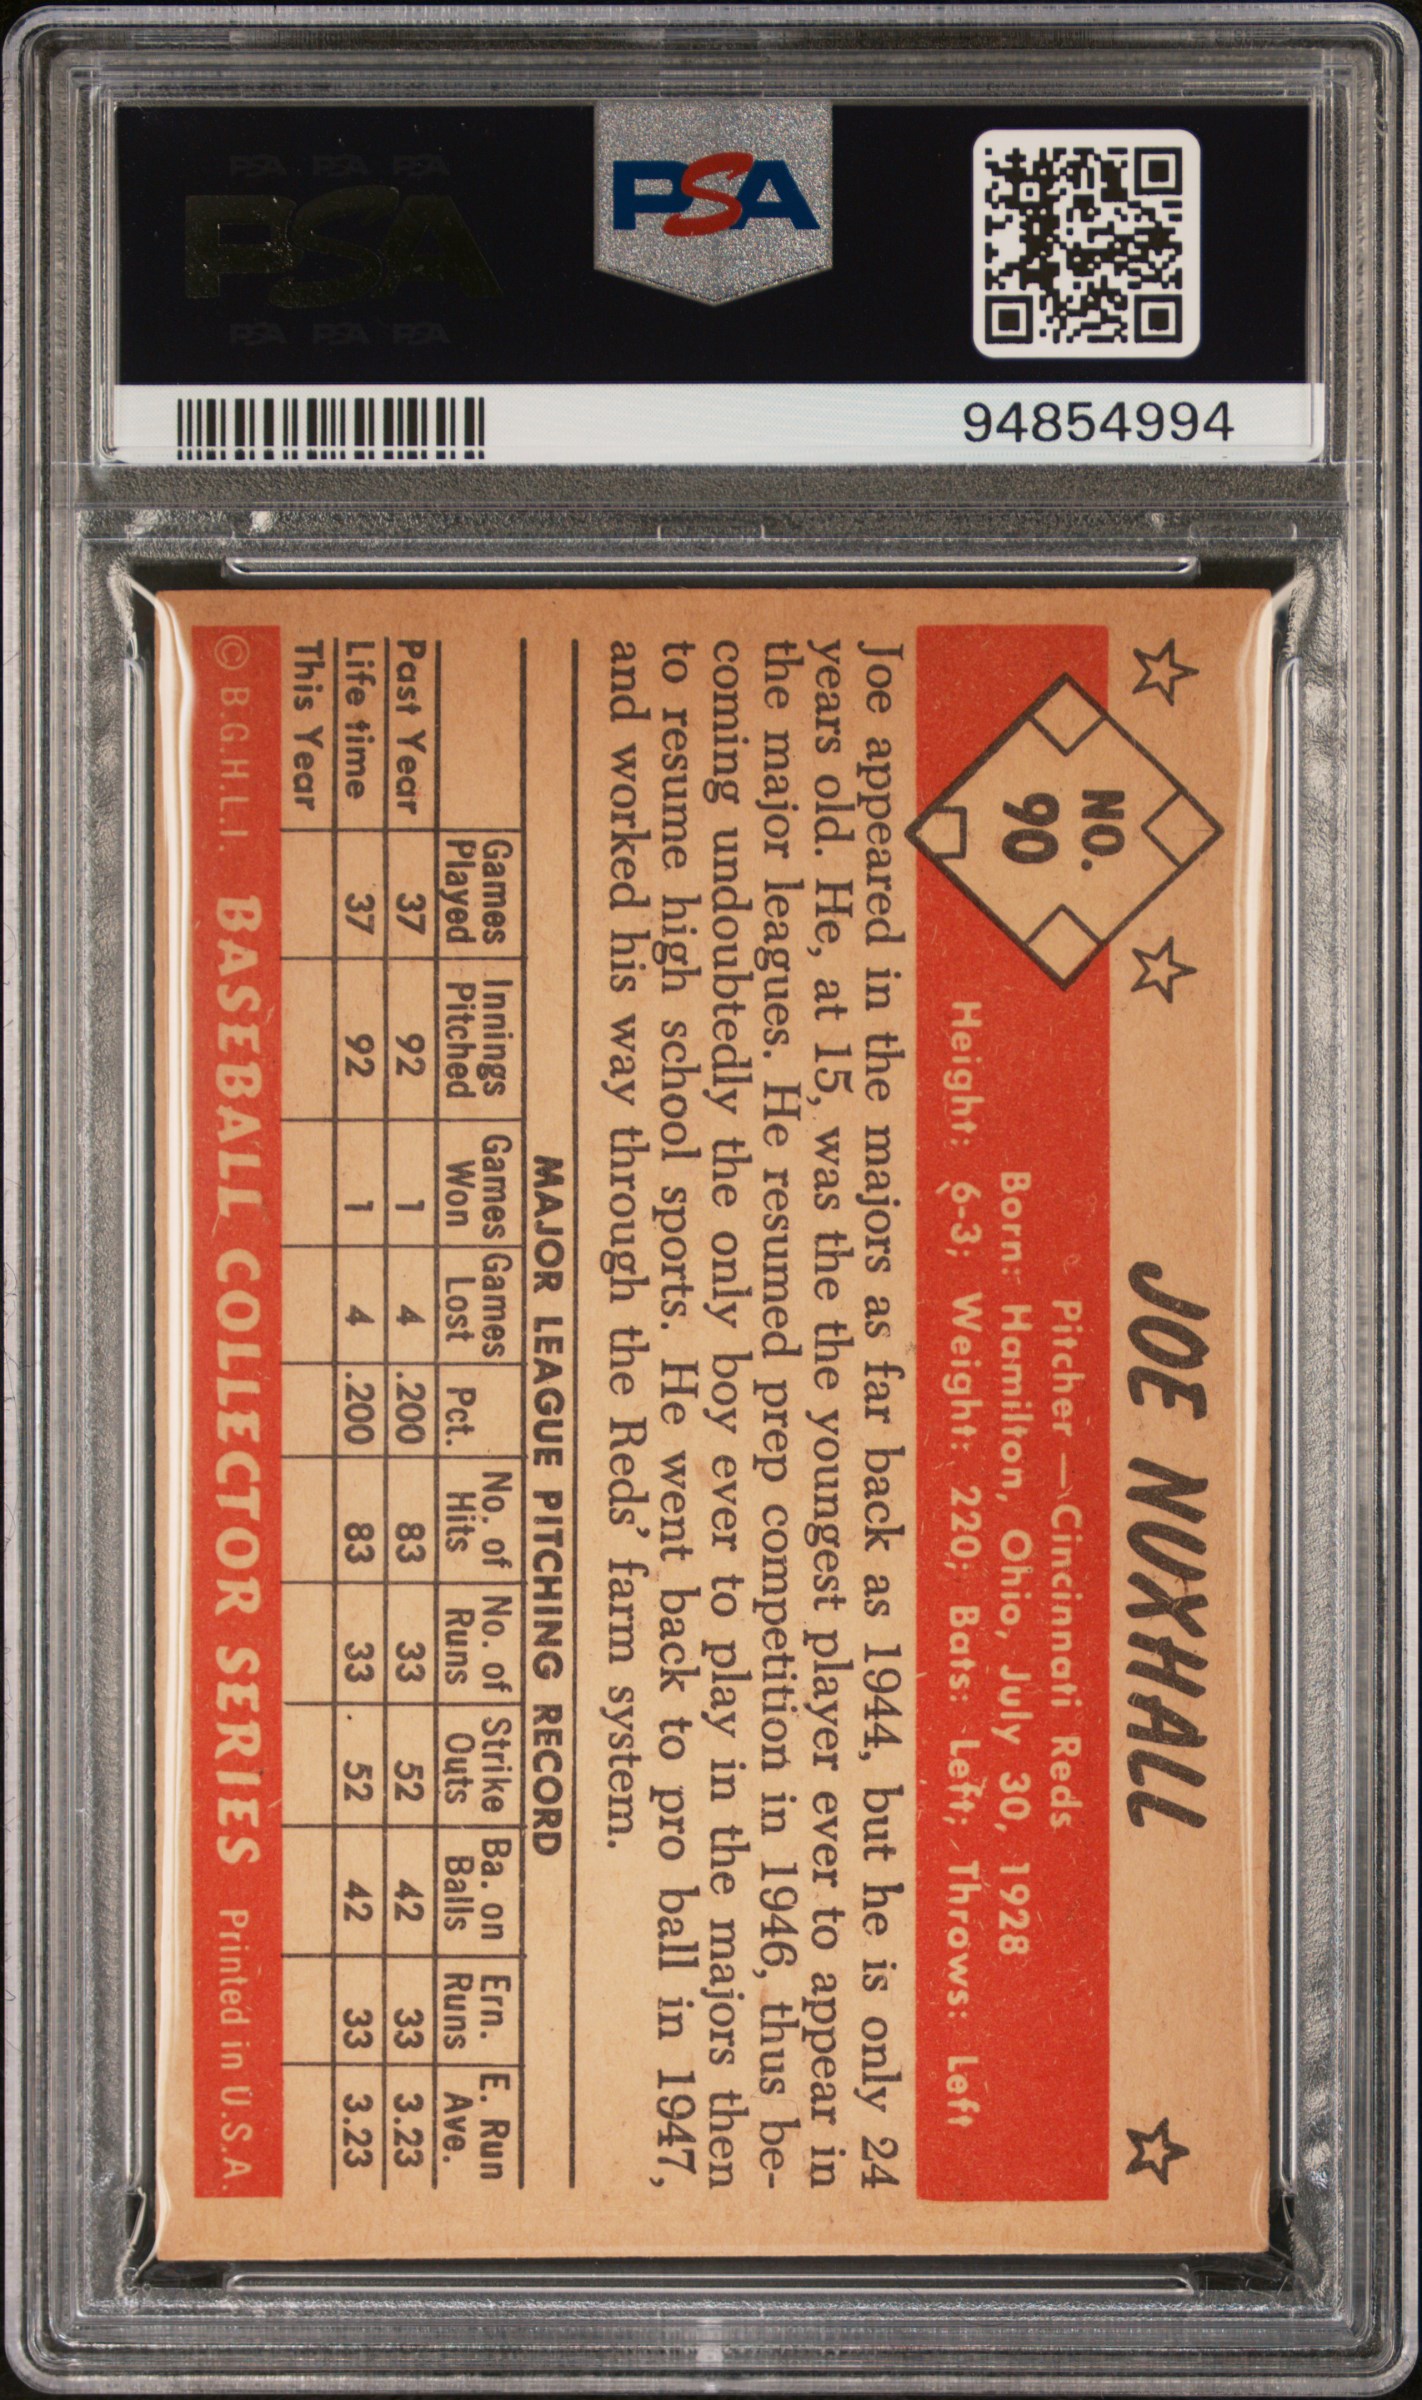 PSA PSA PSA
PSA
PSA PSA PSA
PSA
94854994
NO.
90
JOE NUXHALL
Pitcher — Cincinnati Reds
Born: Hamilton, Ohio, July 30, 1928
Height: 6-3; Weight: 220; Bats: Left; Throws: Left
Joe appeared in the majors as far back as 1944, but he is only 24
years old. He, at 15, was the the youngest player ever to appear in
the major leagues. He resumed prep competition in 1946, thus be-
coming undoubtedly the only boy ever to play in the majors then
to resume high school sports. He went back to pro ball in 1947,
and worked his way through the Reds' farm system.
MAJOR LEAGUE PITCHING RECORD
Games Played Innings Pitched Games Won Games Lost Pct. No. of Hits No. of Runs Strike Outs Ba. on Balls Ern. Runs E. Run Ave.
Past Year 37 92 1 4 .200 83 33 52 42 33 3.23
Life time 37 92 1 4 .200 83 33 52 42 33 3.23
This Year
© B.G.H.L.I. BASEBALL COLLECTOR SERIES Printed in U.S.A.